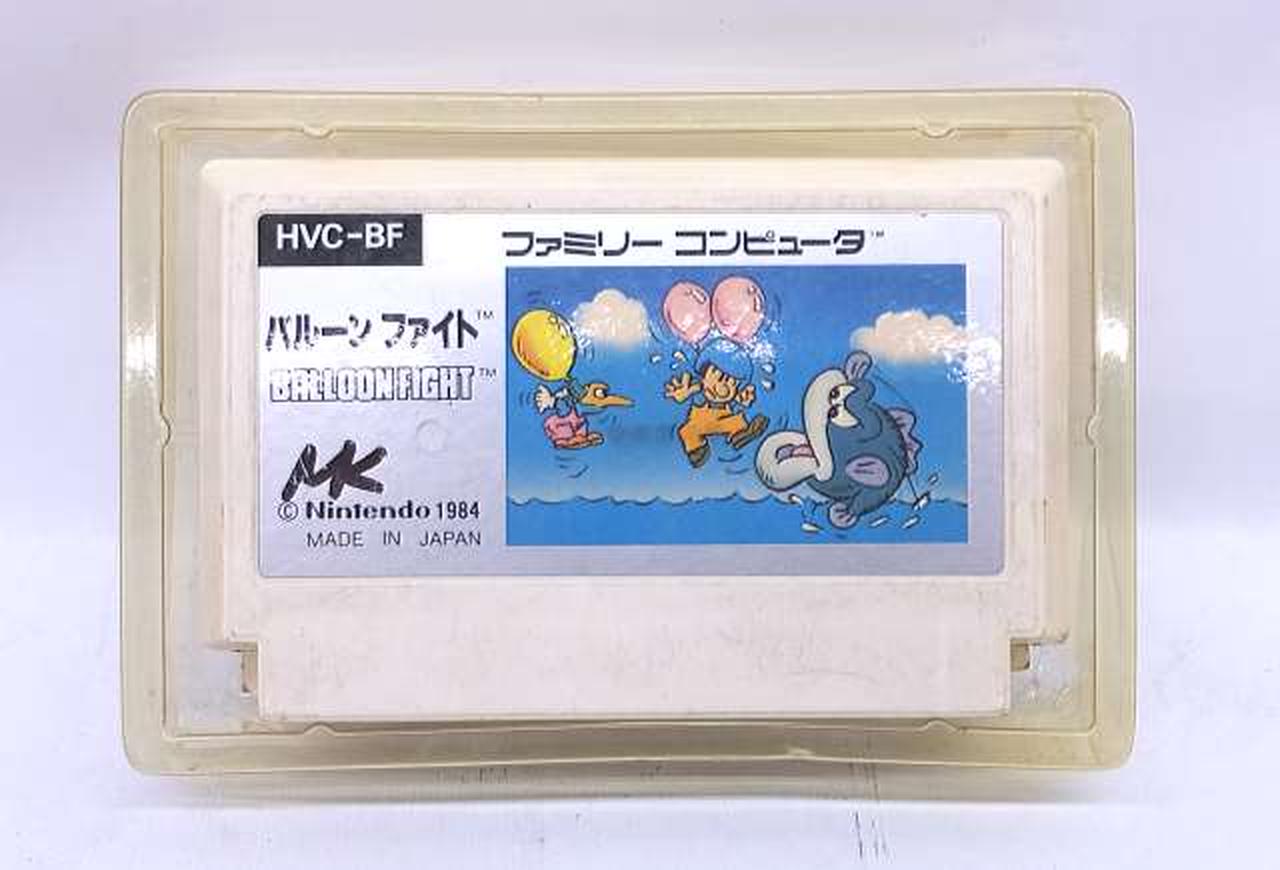 HVC-BF
ファミリー コンピュータ™
バルーン ファイト™
BALLOON FIGHT™
MK
© Nintendo 1984
MADE IN JAPAN